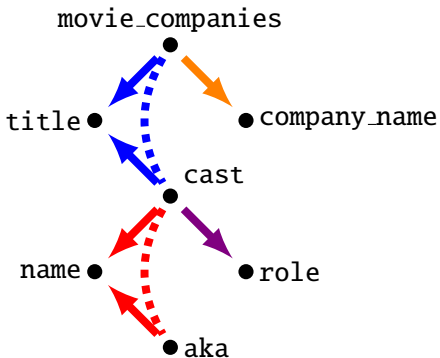 movie_companies
title
company_name
cast
name
role
aka